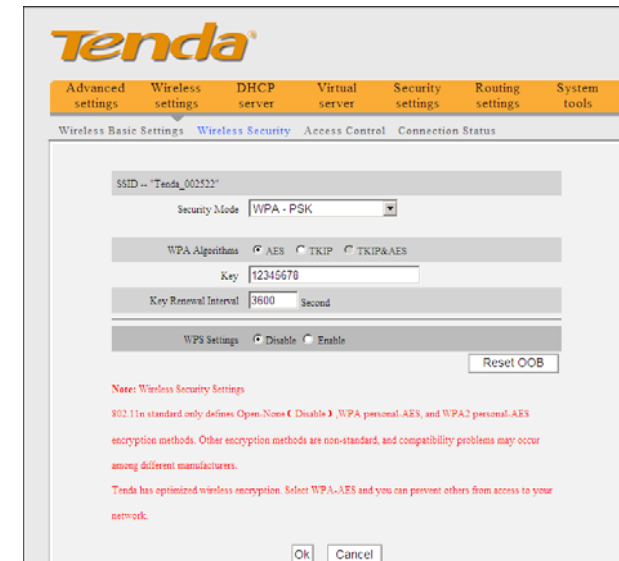 Tenda
Advanced settings Wireless settings DHCP server Virtual server Security settings Routing settings System tools
Wireless Basic Settings Wireless Security Access Control Connection Status
SSID -- "Tenda_002522"
Security Mode WPA - PSK
WPA Algorithms AES TKIP TKIP&AES
Key 12345678
Key Renewal Interval 3600 Second
WPS Settings Disable Enable
Reset OOB
Note: Wireless Security Settings
802.11n standard only defines Open-None ( Disable ) ,WPA personal-AES, and WPA2 personal-AES
encryption methods. Other encryption methods are non-standard, and compatibility problems may occur
among different manufacturers.
Tenda has optimized wireless encryption. Select WPA-AES and you can prevent others from access to your
network.
Ok Cancel